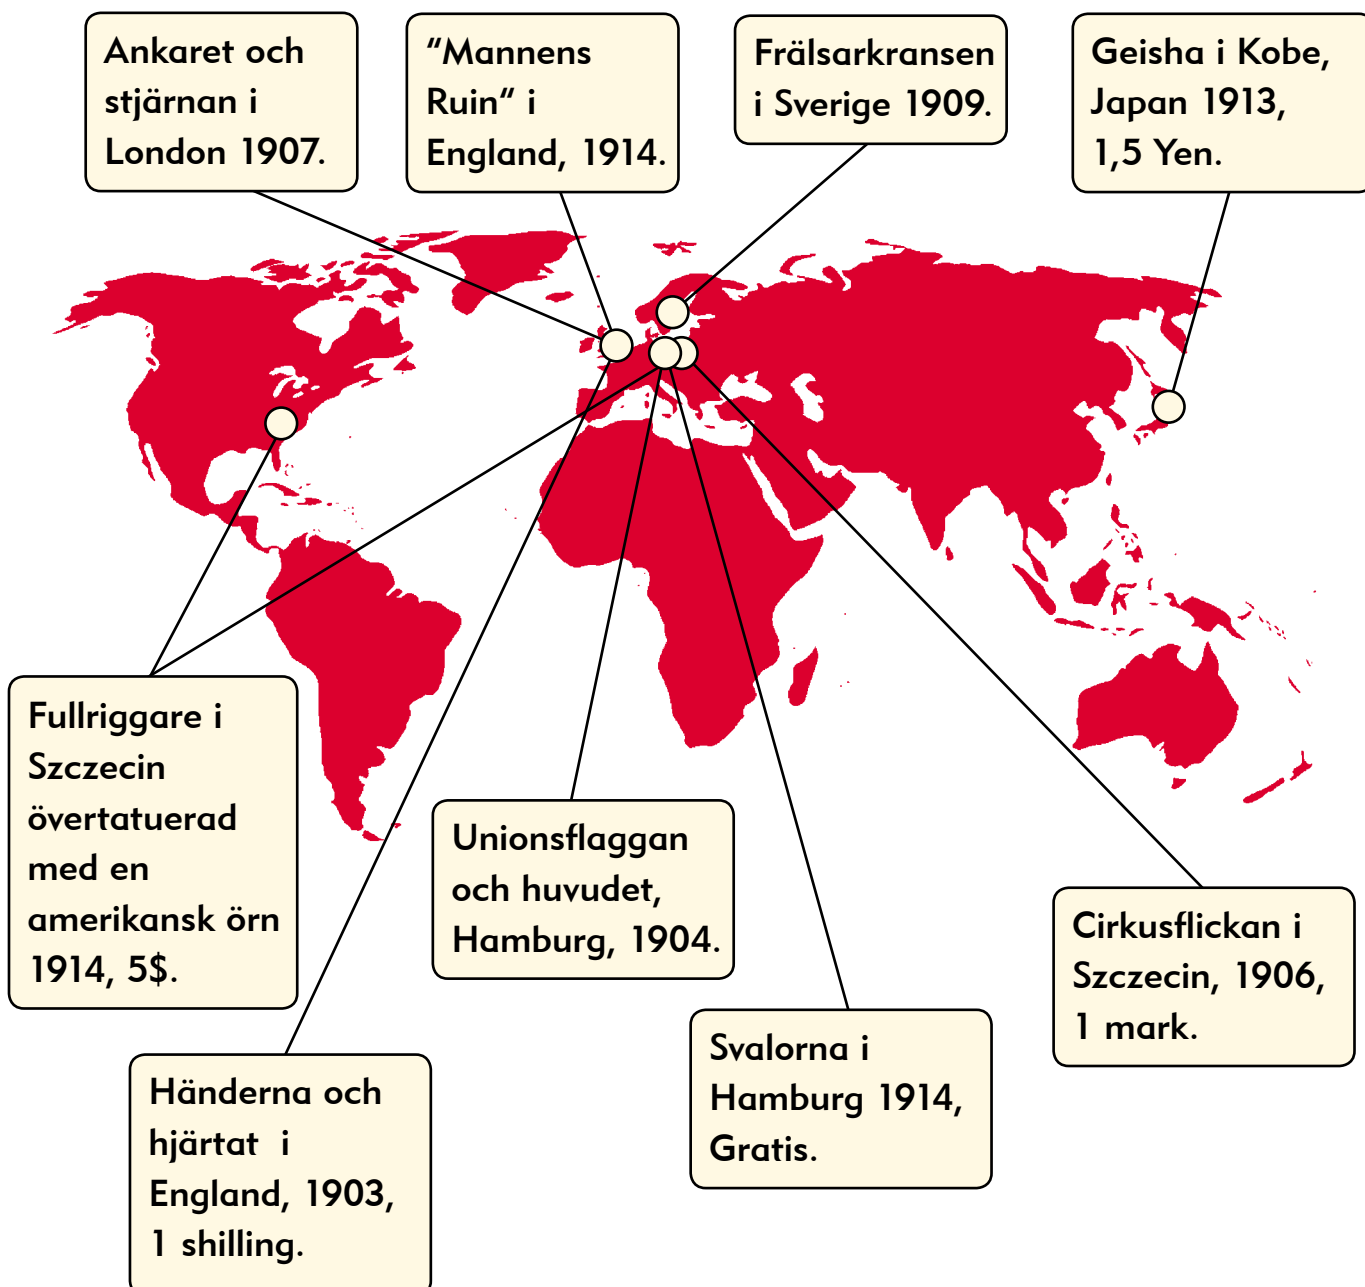 Ankaret och
stjärnan i
London 1907.
“Mannens
Ruin“ i
England, 1914.
Frälsarkransen
i Sverige 1909.
Geisha i Kobe,
Japan 1913,
1,5 Yen.
Fullriggare i
Szczecin
övertatuerad
med en
amerikansk örn
1914, 5$.
Unionsflaggan
och huvudet,
Hamburg, 1904.
Cirkusflickan i
Szczecin, 1906,
1 mark.
Svalorna i
Hamburg 1914,
Gratis.
Händerna och
hjärtat i
England, 1903,
1 shilling.